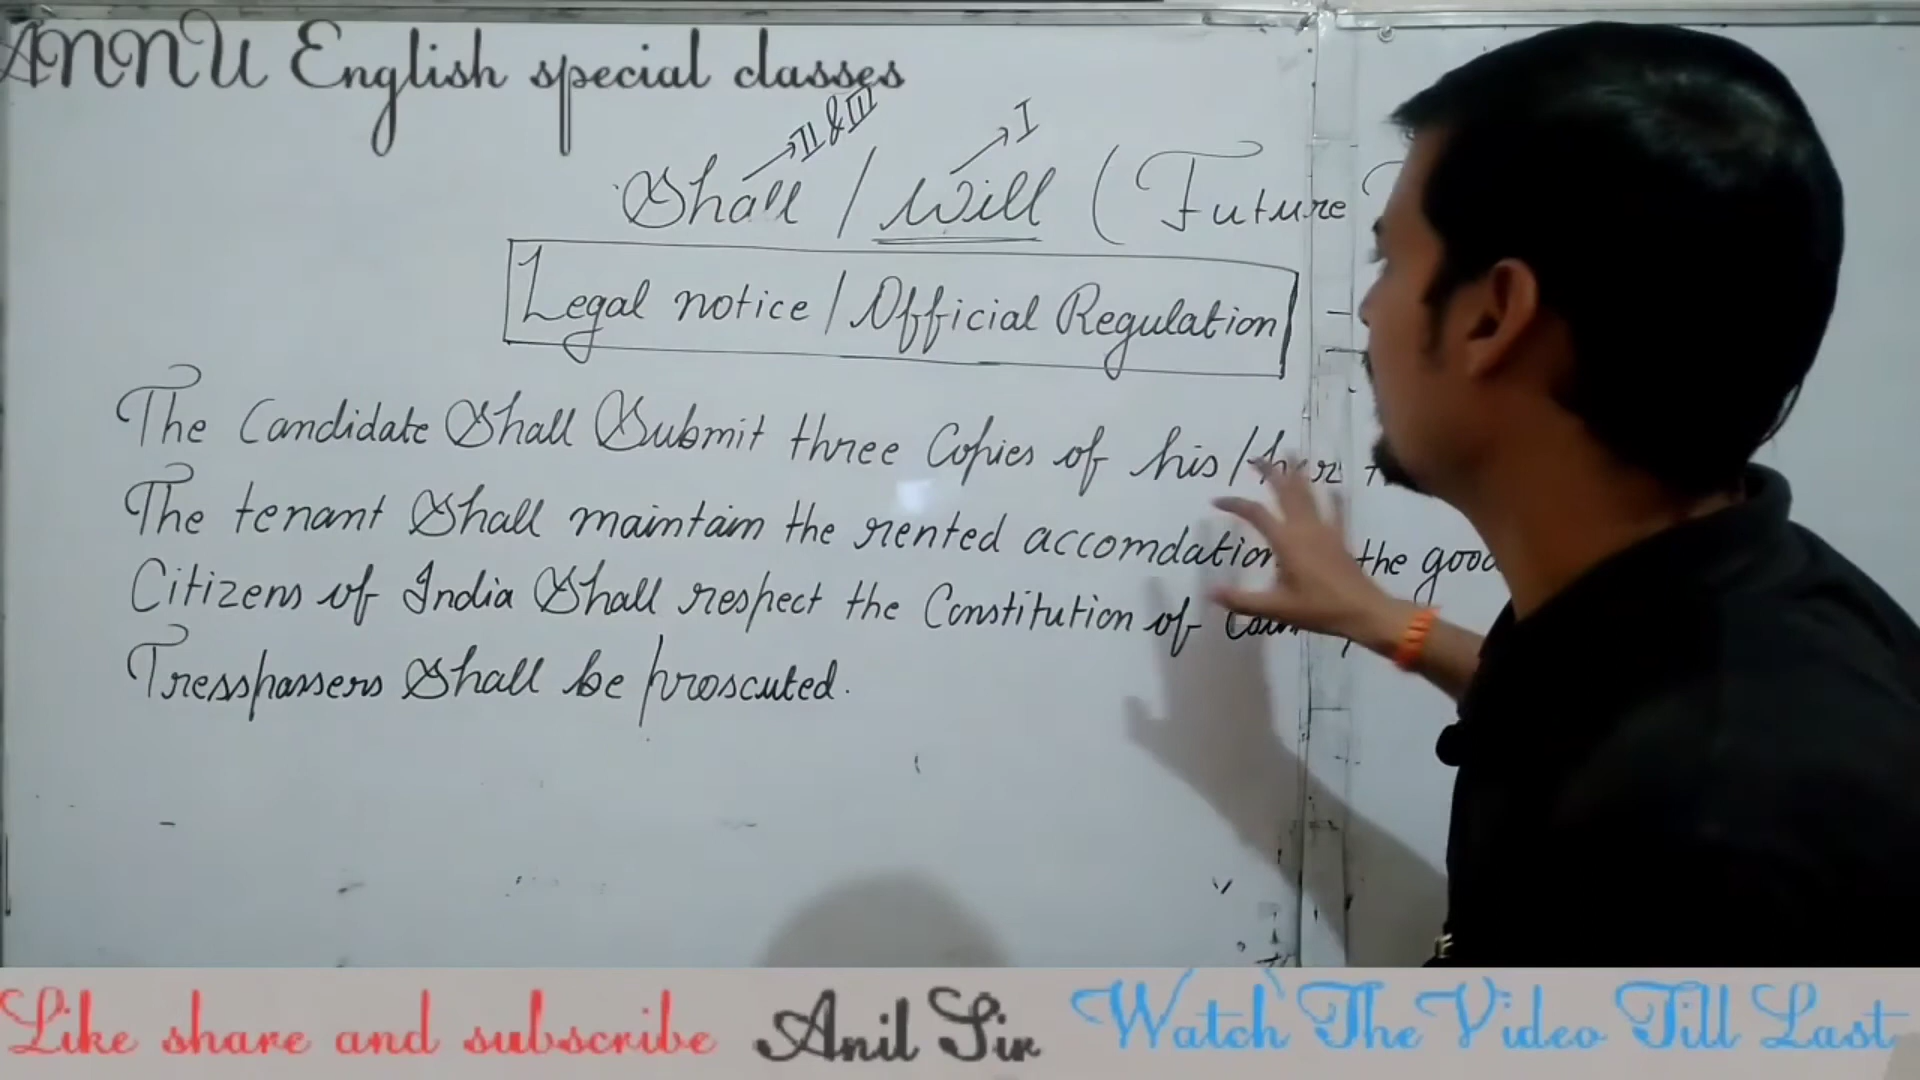 ANNU English special classes
II & III
I
Shall / Will ( Future
Legal notice / Official Regulation
The Candidate Shall Submit three Copies of his/her
The tenant Shall maintain the rented accomdation the good
Citizens of India Shall respect the Constitution of
Tresspassers Shall be proscuted.
Like share and subscribe Anil Sir Watch The Video Till Last